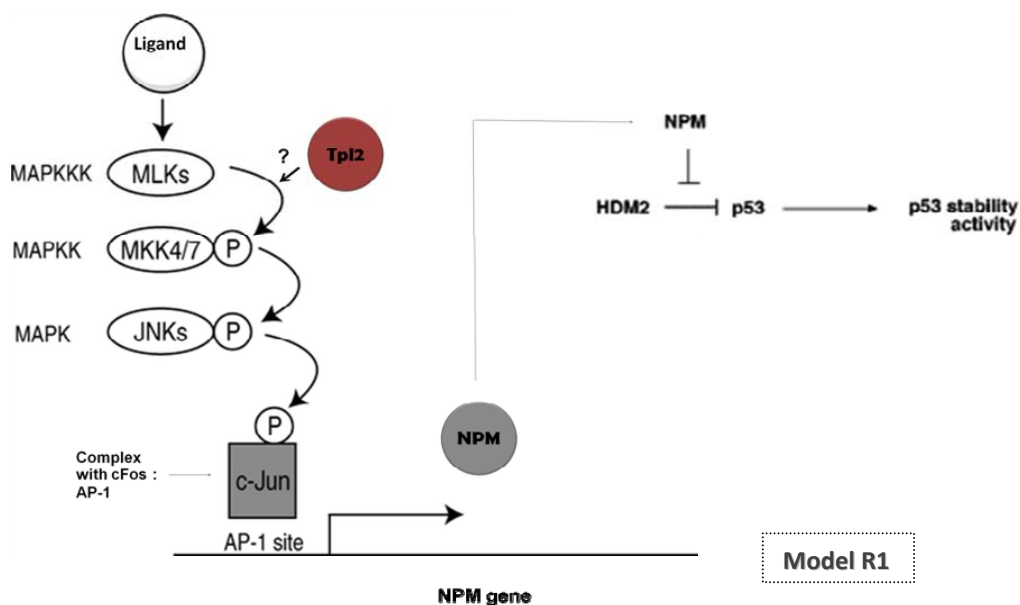 Ligand
?
Tpl2
MAPKKK
MLKs
MAPKK
MKK4/7
P
MAPK
JNKs
P
P
Complex
with cFos :
AP-1
c-Jun
AP-1 site
NPM
NPM gene
NPM
HDM2
p53
p53 stability
activity
Model R1